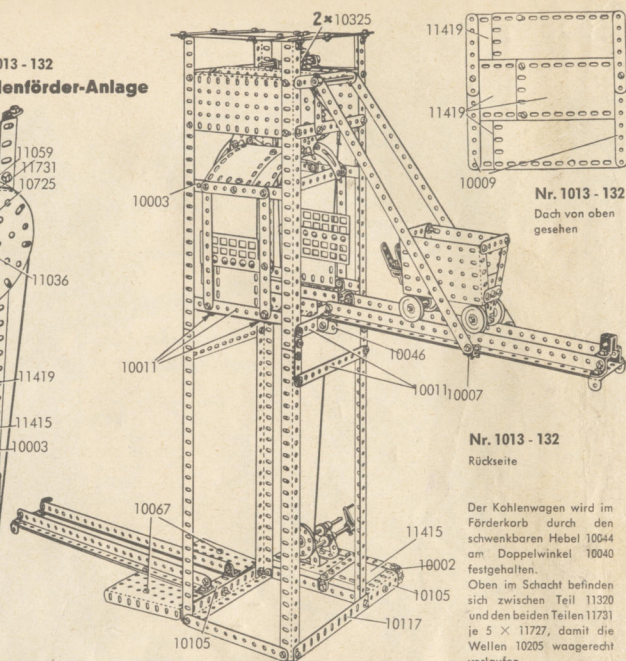 013 - 132
lenförder-Anlage
11059
11731
10725
11036
11419
11415
10003
2×10325
10003
10011
10046
10011
10007
10067
10105
11415
10002
10105
10117
11419
11419
10009
Nr. 1013 - 132
Dach von oben
gesehen
Nr. 1013 - 132
Rückseite
Der Kohlenwagen wird im
Förderkorb durch den
schwenkbaren Hebel 10044
am Doppelwinkel 10040
festgehalten.
Oben im Schacht befinden
sich zwischen Teil 11320
und den beiden Teilen 11731
je 5 × 11727, damit die
Wellen 10205 waagerecht